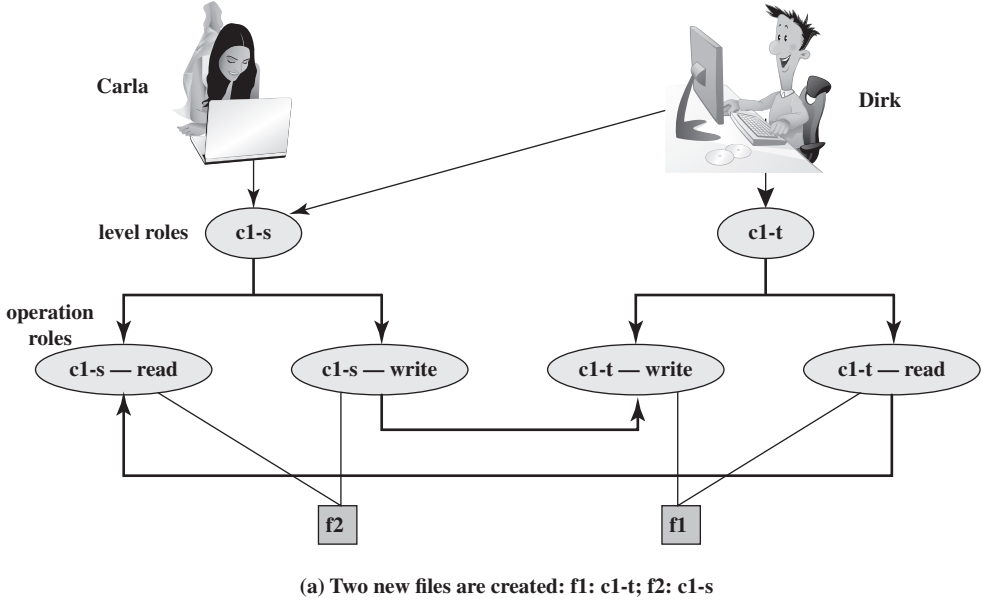 Carla
Dirk
level roles
c1-s
c1-t
operation
roles
c1-s — read
c1-s — write
c1-t — write
c1-t — read
f2
f1
(a) Two new files are created: f1: c1-t; f2: c1-s